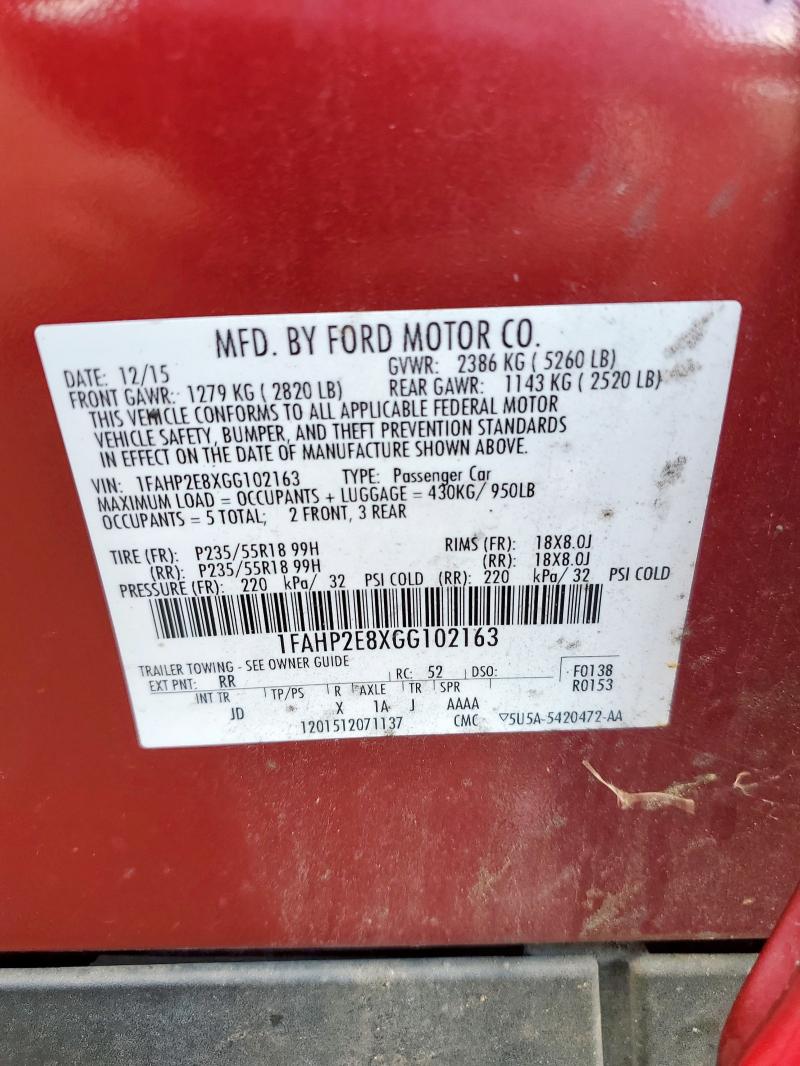 MFD. BY FORD MOTOR CO.
DATE: 12/15 GVWR: 2386 KG ( 5260 LB)
FRONT GAWR: 1279 KG ( 2820 LB) REAR GAWR: 1143 KG ( 2520 LB)
THIS VEHICLE CONFORMS TO ALL APPLICABLE FEDERAL MOTOR
VEHICLE SAFETY, BUMPER, AND THEFT PREVENTION STANDARDS
IN EFFECT ON THE DATE OF MANUFACTURE SHOWN ABOVE.
VIN: 1FAHP2E8XGG102163 TYPE: Passenger Car
MAXIMUM LOAD = OCCUPANTS + LUGGAGE = 430KG/ 950LB
OCCUPANTS = 5 TOTAL; 2 FRONT, 3 REAR
TIRE (FR): P235/55R18 99H RIMS (FR): 18X8.0J
(RR): P235/55R18 99H (RR): 18X8.0J
PRESSURE (FR): 220 kPa/ 32 PSI COLD (RR): 220 kPa/ 32 PSI COLD
1FAHP2E8XGG102163
TRAILER TOWING - SEE OWNER GUIDE
EXT PNT: RR RC: 52 DSO: F0138
R0153
INT TR TP/PS R AXLE TR SPR
JD X 1A J AAAA
1201512071137 CMC ▽5U5A-5420472-AA